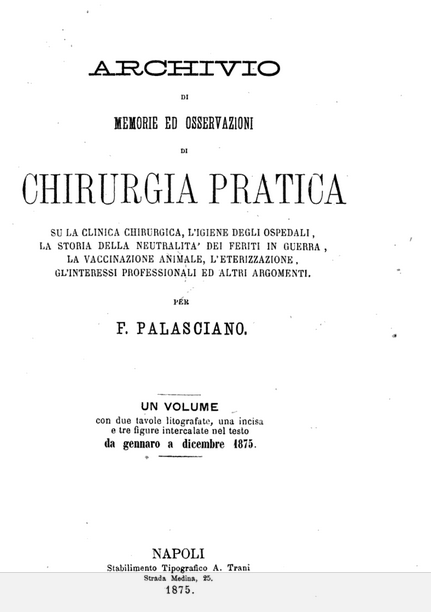 ARCHIVIO
DI
MEMORIE ED OSSERVAZIONI
DI
CHIRURGIA PRATICA
SU LA CLINICA CHIRURGICA, L'IGIENE DEGLI OSPEDALI,
LA STORIA DELLA NEUTRALITA' DEI FERITI IN GUERRA,
LA VACCINAZIONE ANIMALE, L'ETERIZZAZIONE,
GL'INTERESSI PROFESSIONALI ED ALTRI ARGOMENTI.
PER
F. PALASCIANO.
UN VOLUME
con due tavole litografate, una incisa
e tre figure intercalate nel testo
da gennaro a dicembre 1875.
NAPOLI
Stabilimento Tipografico A. Trani
Strada Medina, 25.
1875.